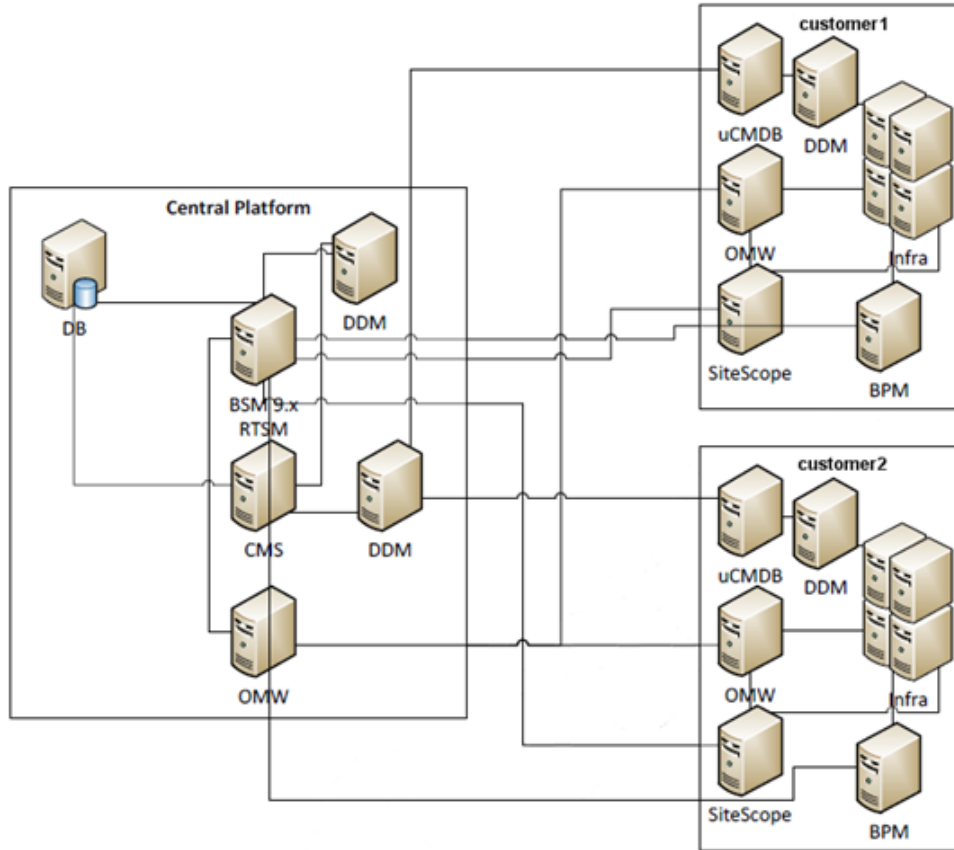 customer1
uCMDB
DDM
OMW
Infra
SiteScope
BPM
Central Platform
DB
DDM
BSM 9.x
RTSM
CMS
DDM
OMW
customer2
uCMDB
DDM
OMW
Infra
SiteScope
BPM